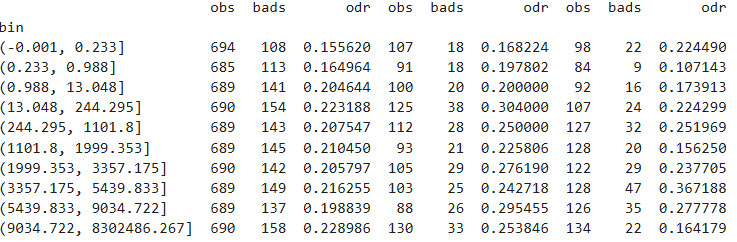 obs bads odr obs bads odr obs bads odr
bin
(-0.001, 0.233] 694 108 0.155620 107 18 0.168224 98 22 0.224490
(0.233, 0.988] 685 113 0.164964 91 18 0.197802 84 9 0.107143
(0.988, 13.048] 689 141 0.204644 100 20 0.200000 92 16 0.173913
(13.048, 244.295] 690 154 0.223188 125 38 0.304000 107 24 0.224299
(244.295, 1101.8] 689 143 0.207547 112 28 0.250000 127 32 0.251969
(1101.8, 1999.353] 689 145 0.210450 93 21 0.225806 128 20 0.156250
(1999.353, 3357.175] 690 142 0.205797 105 29 0.276190 122 29 0.237705
(3357.175, 5439.833] 689 149 0.216255 103 25 0.242718 128 47 0.367188
(5439.833, 9034.722] 689 137 0.198839 88 26 0.295455 126 35 0.277778
(9034.722, 8302486.267] 690 158 0.228986 130 33 0.253846 134 22 0.164179